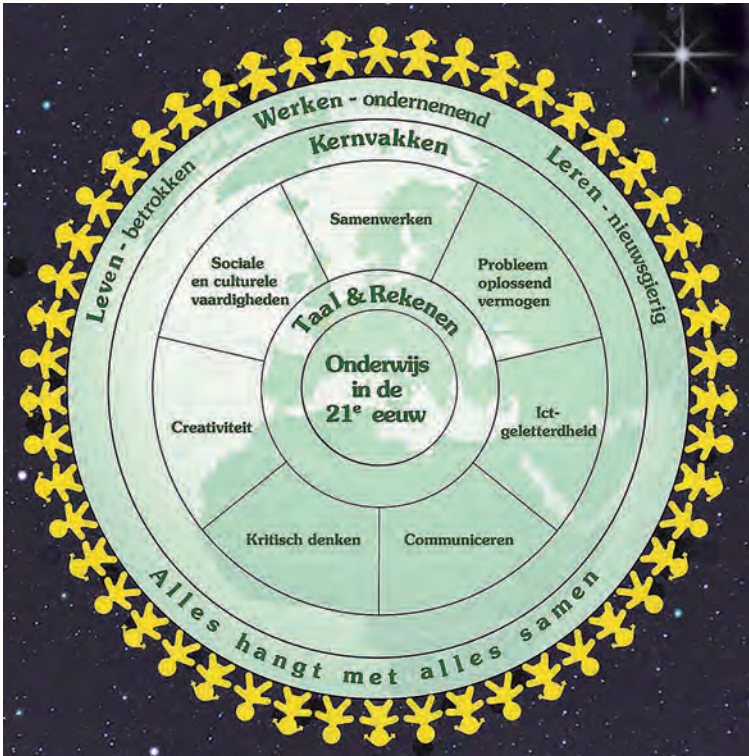 Werken - ondernemend
Kernvakken
Leven - betrokken
Leren - nieuwsgierig
Samenwerken
Sociale
en culturele
vaardigheden
Probleem
oplossend
vermogen
Taal & Rekenen
Onderwijs
in de
21e eeuw
Creativiteit
Ict-
geletterdheid
Kritisch denken
Communiceren
Alles hangt met alles samen